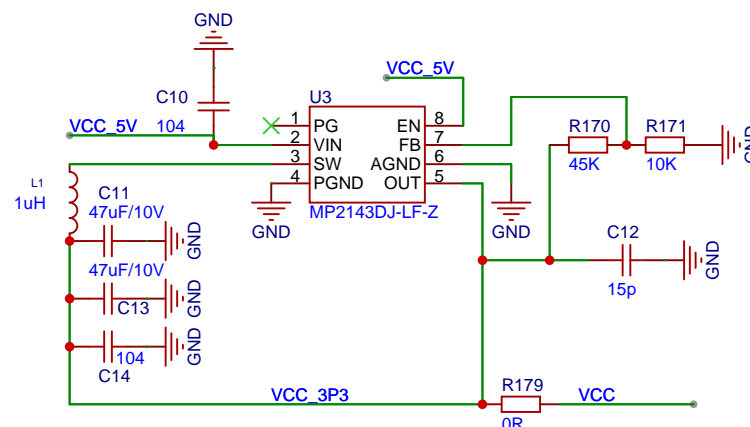 GND
VCC_5V
C10
U3
VCC_5V
104
1
PG
EN
8
2
VIN
FB
7
3
SW
AGND
6
4
PGND
OUT
5
R170
R171
45K
10K
GND
L1
1uH
C11
47uF/10V
GND
GND
MP2143DJ-LF-Z
GND
C12
GND
15p
47uF/10V
C13
GND
104
C14
GND
VCC_3P3
R179
VCC
0R